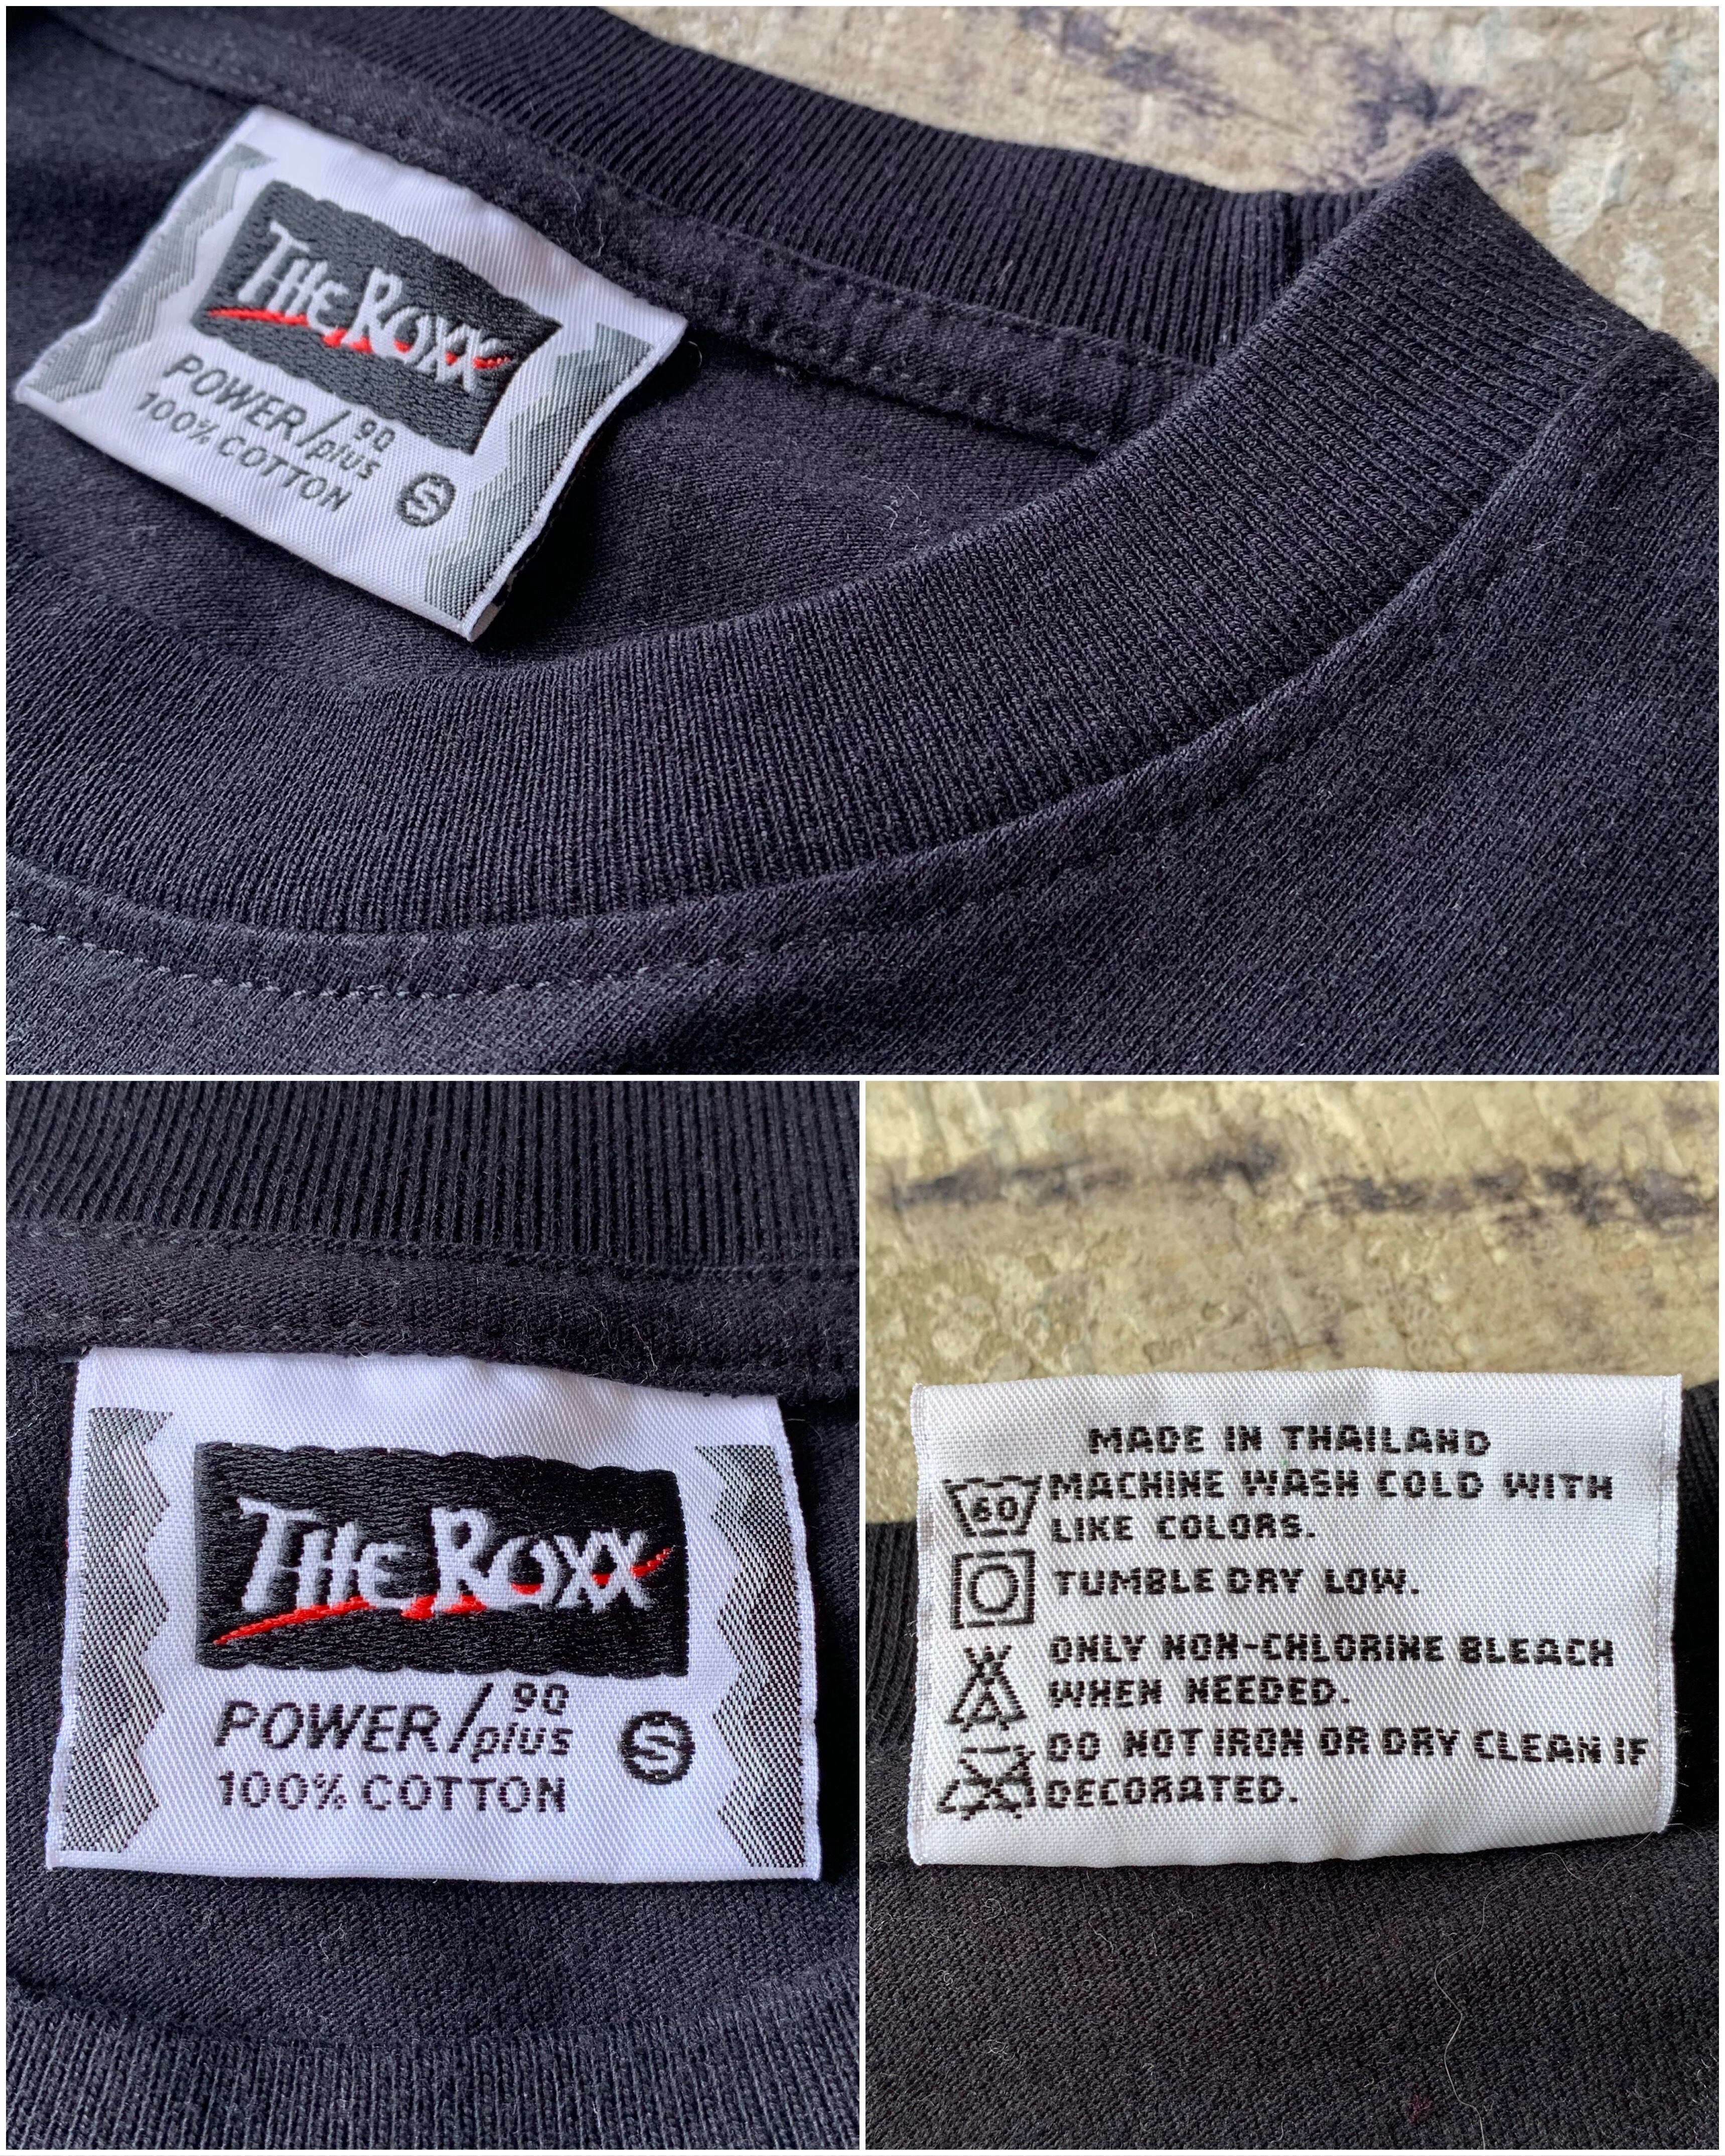 THE ROXX
POWER/90 plus
100% COTTON S
THE ROXX
POWER/90 plus
100% COTTON S
MADE IN THAILAND
60 MACHINE WASH COLD WITH
LIKE COLORS.
TUMBLE DRY LOW.
ONLY NON-CHLORINE BLEACH
WHEN NEEDED.
DO NOT IRON OR DRY CLEAN IF
DECORATED.